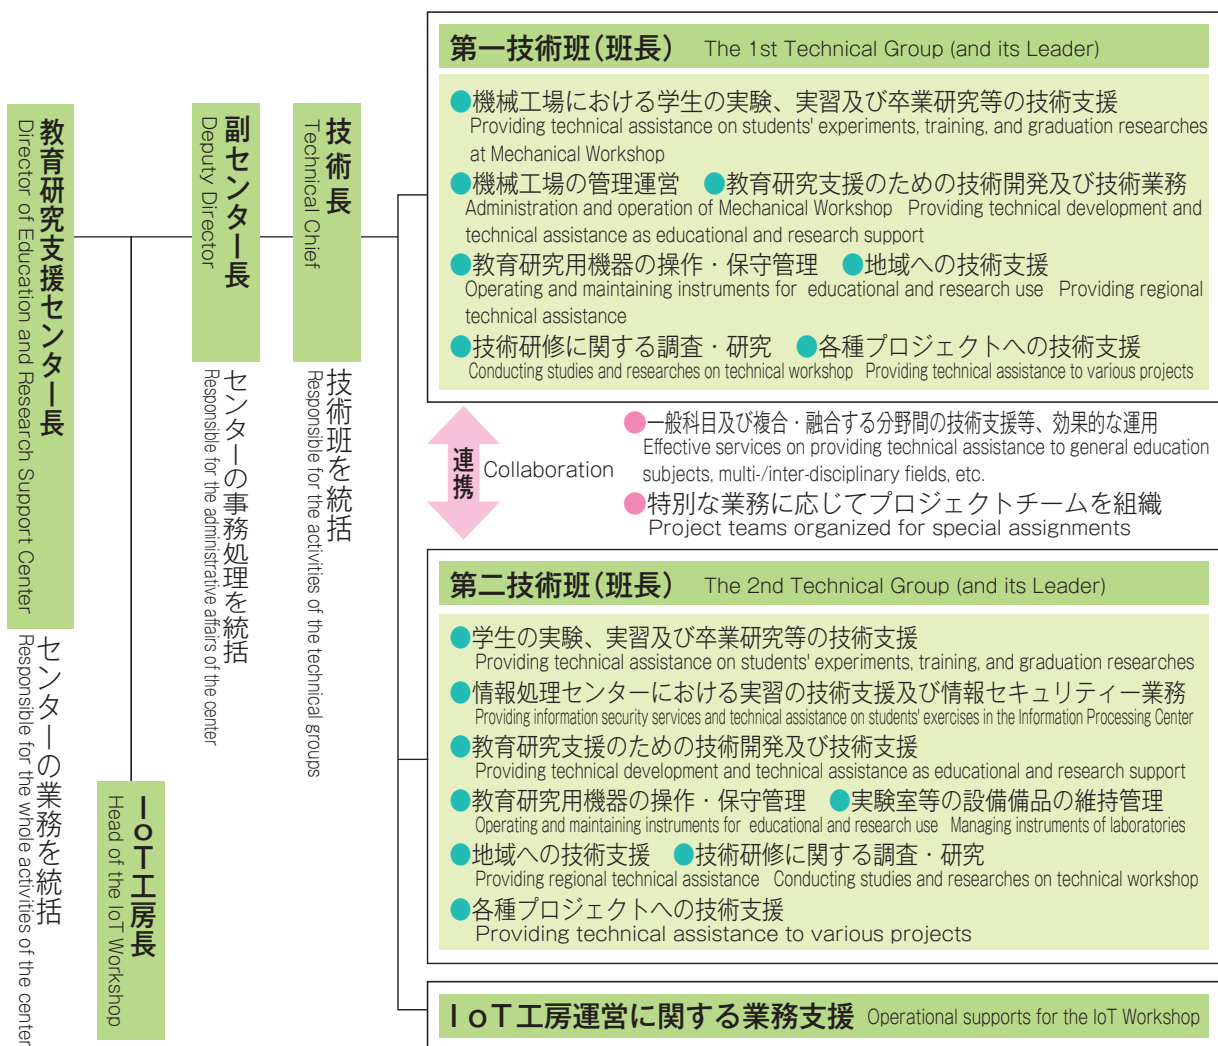 教育研究支援センター長
Director of Education and Research Support Center
センターの業務を統括
Responsible for the whole activities of the center
IoT工房長
Head of the IoT Workshop
副センター長
Deputy Director
センターの事務処理を統括
Responsible for the administrative affairs of the center
技術長
Technical Chief
技術班を統括
Responsible for the activities of the technical groups
第一技術班(班長) The 1st Technical Group (and its Leader)
●機械工場における学生の実験、実習及び卒業研究等の技術支援
Providing technical assistance on students' experiments, training, and graduation researches
at Mechanical Workshop
●機械工場の管理運営 ●教育研究支援のための技術開発及び技術業務
Administration and operation of Mechanical Workshop Providing technical development and
technical assistance as educational and research support
●教育研究用機器の操作・保守管理 ●地域への技術支援
Operating and maintaining instruments for educational and research use Providing regional
technical assistance
●技術研修に関する調査・研究 ●各種プロジェクトへの技術支援
Conducting studies and researches on technical workshop Providing technical assistance to various projects
連携 Collaboration
●一般科目及び複合・融合する分野間の技術支援等、効果的な運用
Effective services on providing technical assistance to general education
subjects, multi-/inter-disciplinary fields, etc.
●特別な業務に応じてプロジェクトチームを組織
Project teams organized for special assignments
第二技術班(班長) The 2nd Technical Group (and its Leader)
●学生の実験、実習及び卒業研究等の技術支援
Providing technical assistance on students' experiments, training, and graduation researches
●情報処理センターにおける実習の技術支援及び情報セキュリティー業務
Providing information security services and technical assistance on students' exercises in the Information Processing Center
●教育研究支援のための技術開発及び技術支援
Providing technical development and technical assistance as educational and research support
●教育研究用機器の操作・保守管理 ●実験室等の設備備品の維持管理
Operating and maintaining instruments for educational and research use Managing instruments of laboratories
●地域への技術支援 ●技術研修に関する調査・研究
Providing regional technical assistance Conducting studies and researches on technical workshop
●各種プロジェクトへの技術支援
Providing technical assistance to various projects
IoT工房運営に関する業務支援 Operational supports for the IoT Workshop